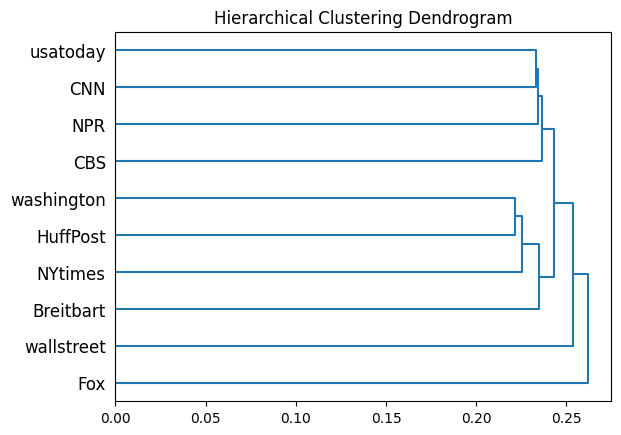 Hierarchical Clustering Dendrogram
usatoday
CNN
NPR
CBS
washington
HuffPost
NYtimes
Breitbart
wallstreet
Fox
0.00 0.05 0.10 0.15 0.20 0.25